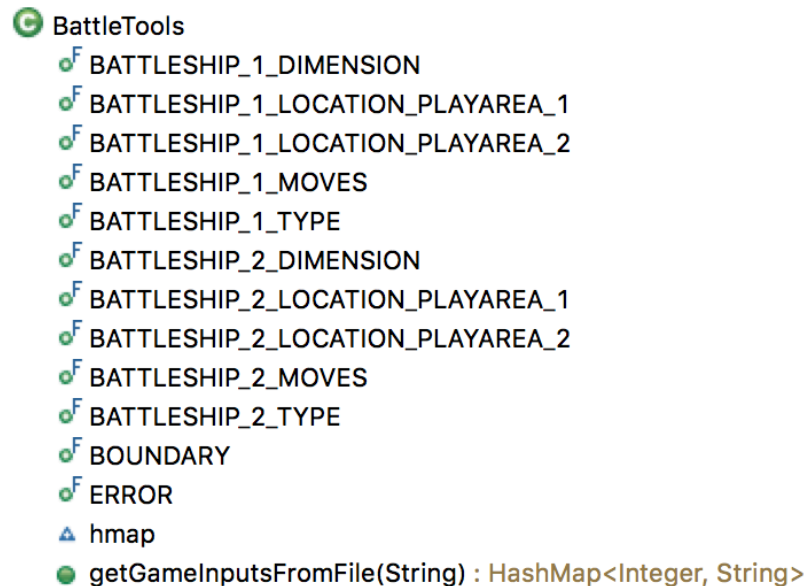 C BattleTools
F BATTLESHIP_1_DIMENSION
F BATTLESHIP_1_LOCATION_PLAYAREA_1
F BATTLESHIP_1_LOCATION_PLAYAREA_2
F BATTLESHIP_1_MOVES
F BATTLESHIP_1_TYPE
F BATTLESHIP_2_DIMENSION
F BATTLESHIP_2_LOCATION_PLAYAREA_1
F BATTLESHIP_2_LOCATION_PLAYAREA_2
F BATTLESHIP_2_MOVES
F BATTLESHIP_2_TYPE
F BOUNDARY
F ERROR
hmap
getGameInputsFromFile(String) : HashMap<Integer, String>